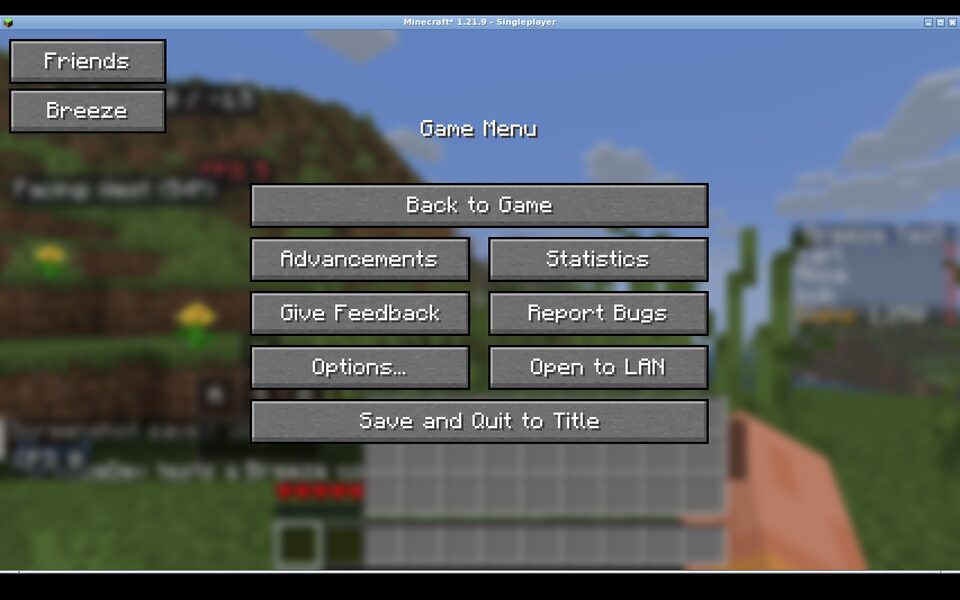 Minecraft* 1.21.9 - Singleplayer
Friends
Breeze
Game Menu
Back to Game
Advancements
Statistics
Give Feedback
Report Bugs
Options...
Open to LAN
Save and Quit to Title